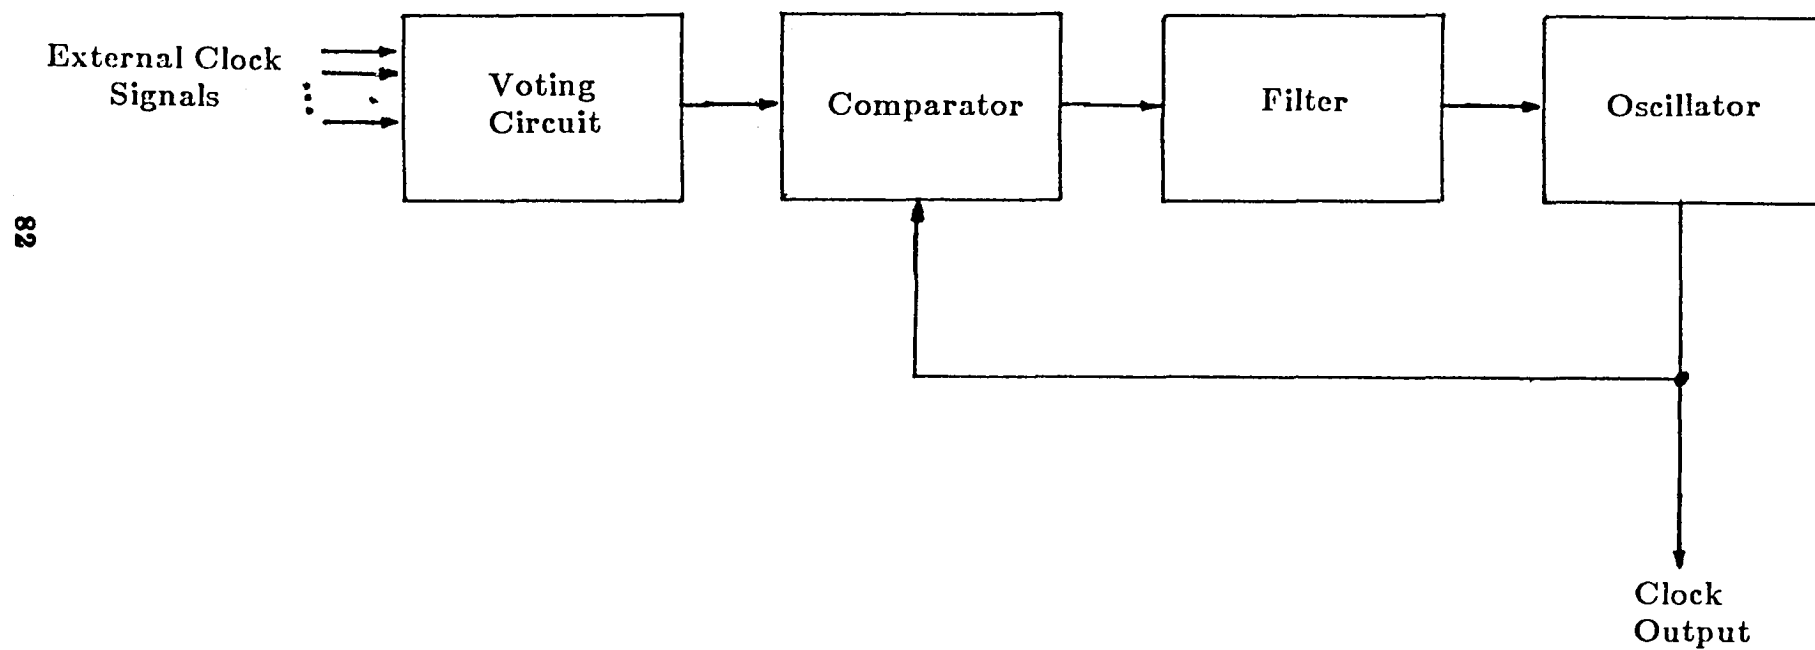 External Clock
Signals
Voting
Circuit
Comparator
Filter
Oscillator
82
Clock
Output